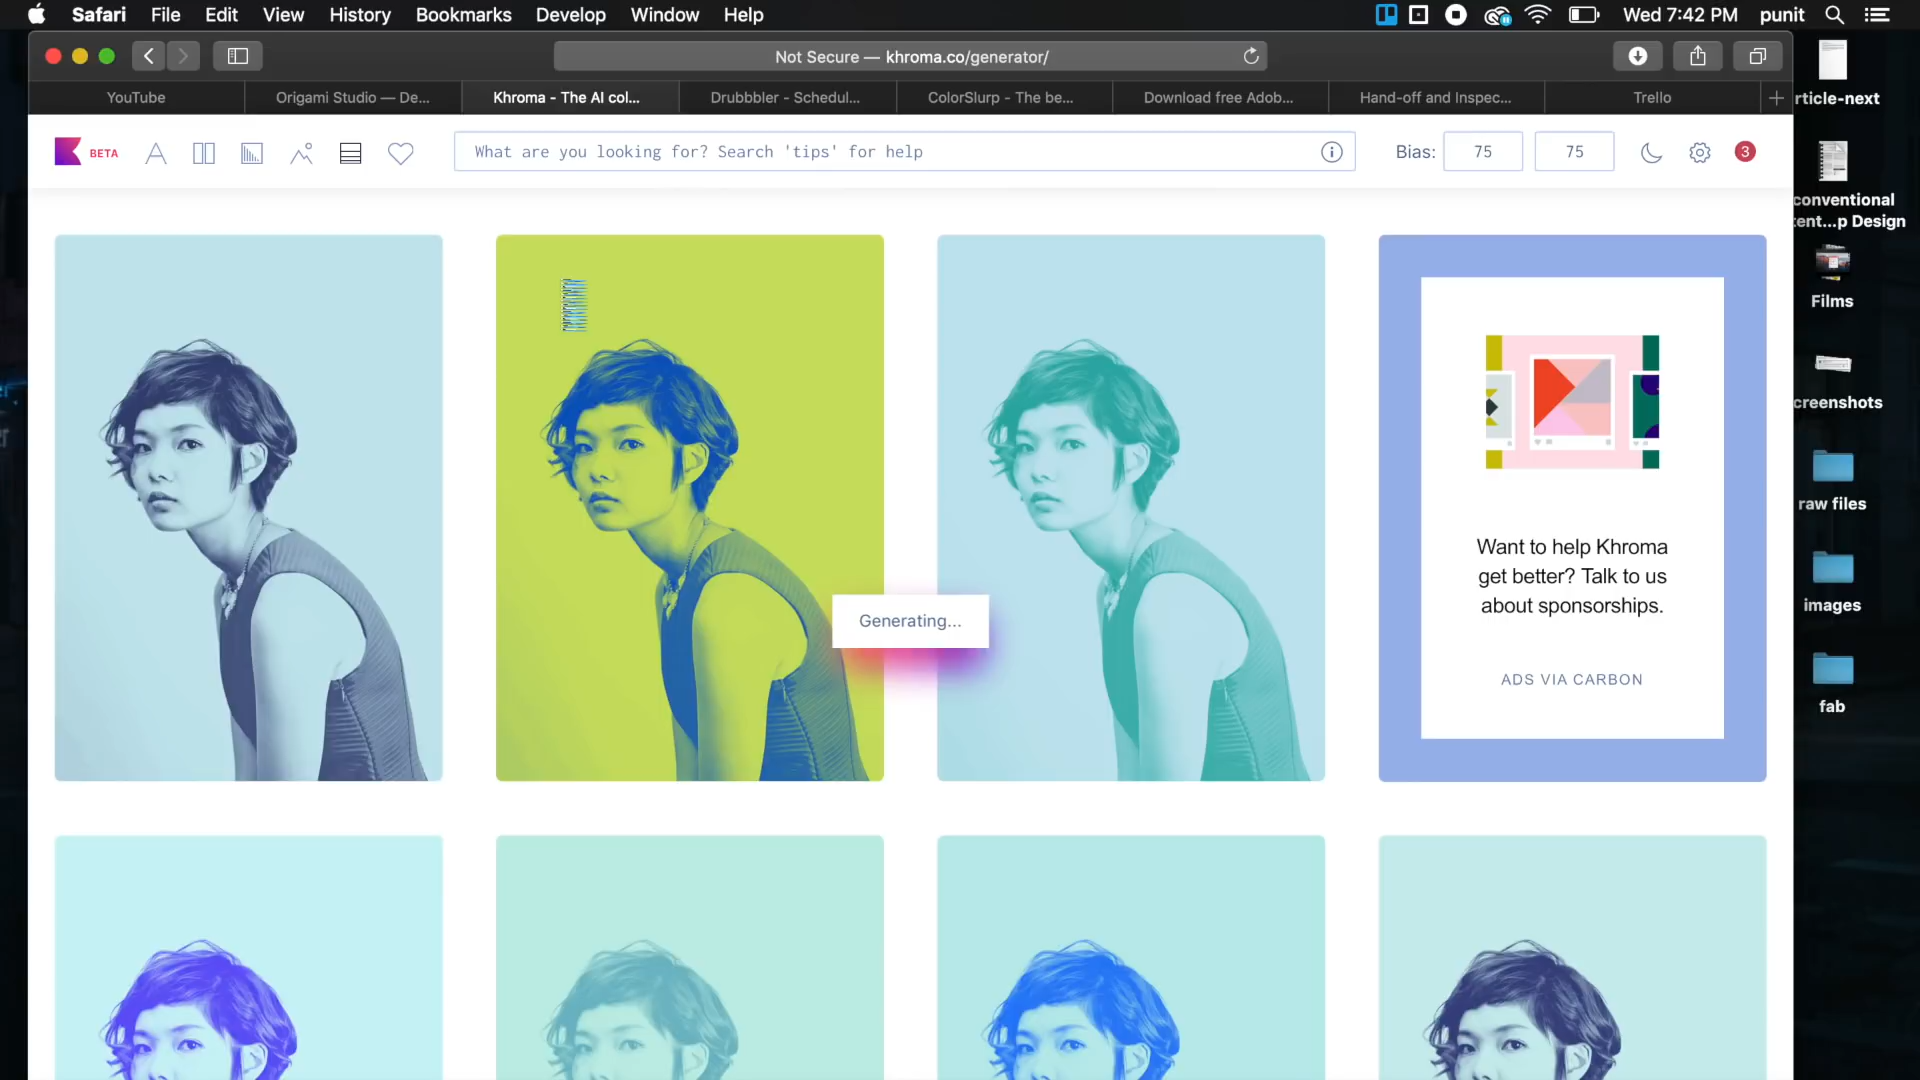 Safari File Edit View History Bookmarks Develop Window Help Wed 7:42 PM punit
Not Secure — khroma.co/generator/
YouTube Origami Studio — De... Khroma - The AI col... Drubbbler - Schedul... ColorSlurp - The be... Download free Adob... Hand-off and Inspec... Trello
BETA What are you looking for? Search 'tips' for help Bias: 75 75 3
Generating...
Want to help Khroma
get better? Talk to us
about sponsorships.
ADS VIA CARBON
rticle-next
conventional
tent...p Design
Films
creenshots
raw files
images
fab